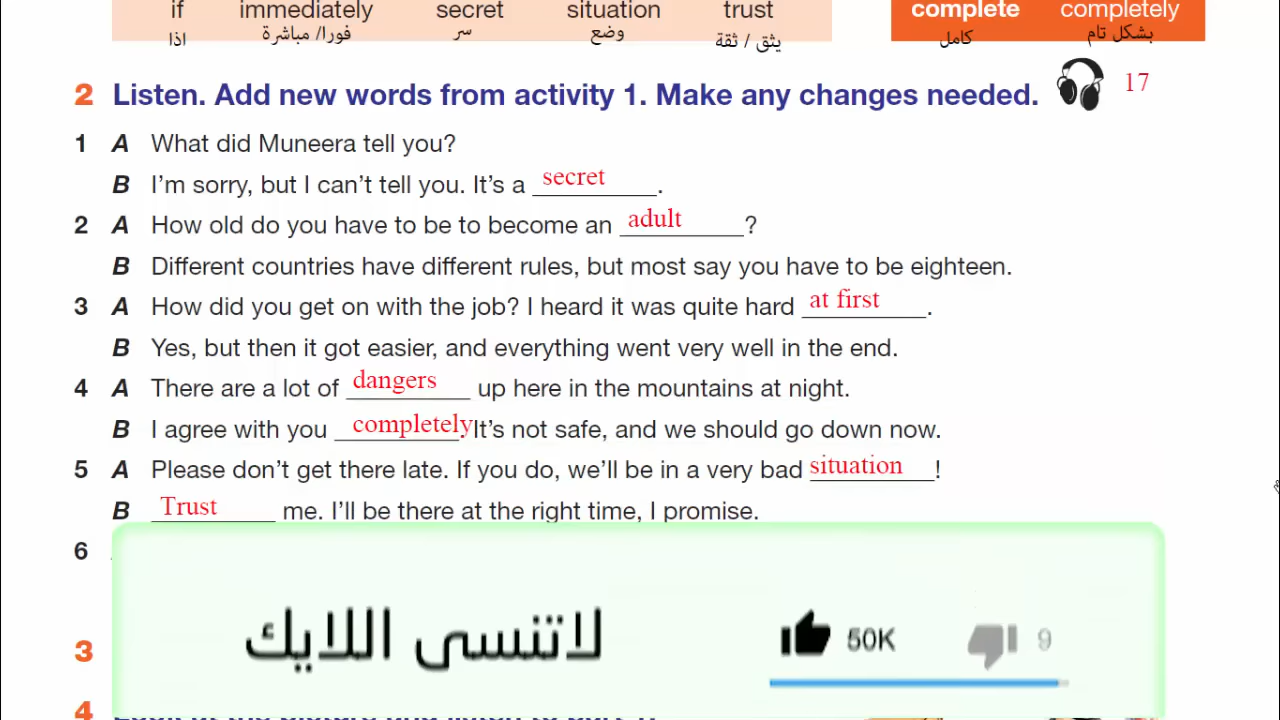 if immediately secret situation trust complete completely
اذا فورا/ مباشرة سر وضع يثق / ثقة كامل بشكل تام
2 Listen. Add new words from activity 1. Make any changes needed. 17
1 A What did Muneera tell you?
B I'm sorry, but I can't tell you. It's a secret.
2 A How old do you have to be to become an adult?
B Different countries have different rules, but most say you have to be eighteen.
3 A How did you get on with the job? I heard it was quite hard at first.
B Yes, but then it got easier, and everything went very well in the end.
4 A There are a lot of dangers up here in the mountains at night.
B I agree with you completely. It's not safe, and we should go down now.
5 A Please don't get there late. If you do, we'll be in a very bad situation!
B Trust me. I'll be there at the right time, I promise.
6
لاتنسى اللايك 50K 9
3
4